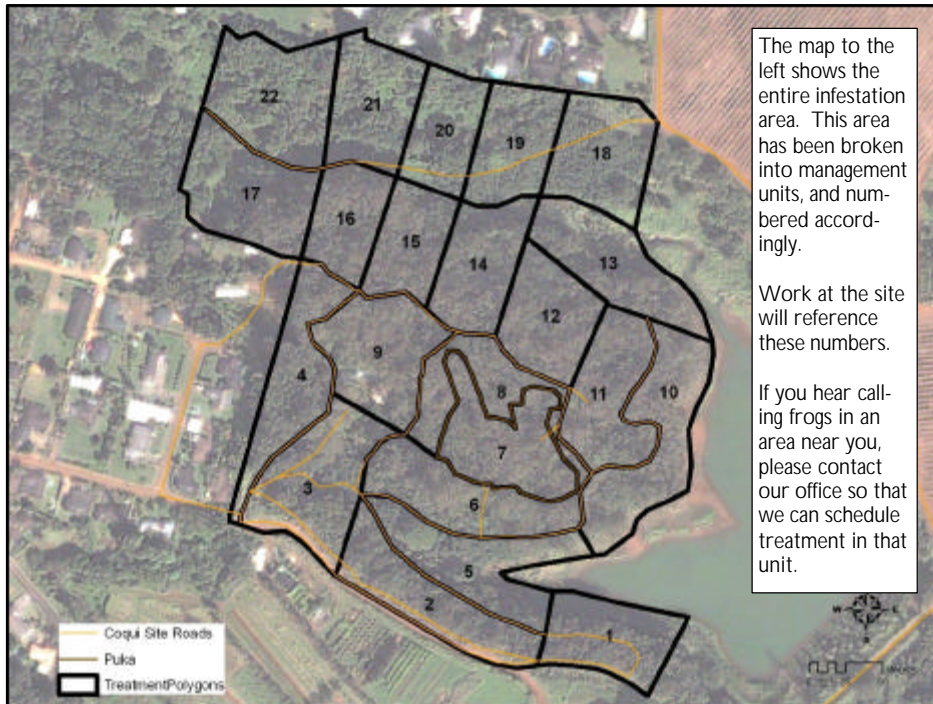 The map to the
left shows the
entire infestation
area. This area
has been broken
into management
units, and num-
bered accord-
ingly.
Work at the site
will reference
these numbers.
If you hear call-
ing frogs in an
area near you,
please contact
our office so that
we can schedule
treatment in that
unit.
22
21
20
19
18
17
16
15
14
13
12
9
4
8
11
10
7
3
6
5
2
1
W
E
Coqui Site Roads
Puka
TreatmentPolygons